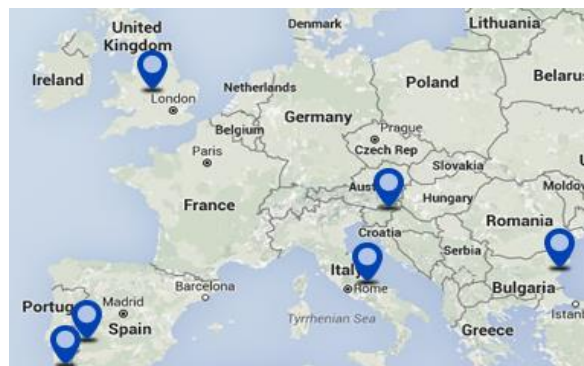 United
Kingdom
Denmark
Lithuania
Ireland
London
Netherlands
Poland
Belarus
Belgium
Germany
Prague
Czech Rep
Paris
Slovakia
Moldov
Aust
Hungary
France
Romania
Croatia
Serbia
Italy
Rome
Bulgaria
Barcelona
Istanb
Portug
Madrid
Spain
Tyrrhenian Sea
Greece